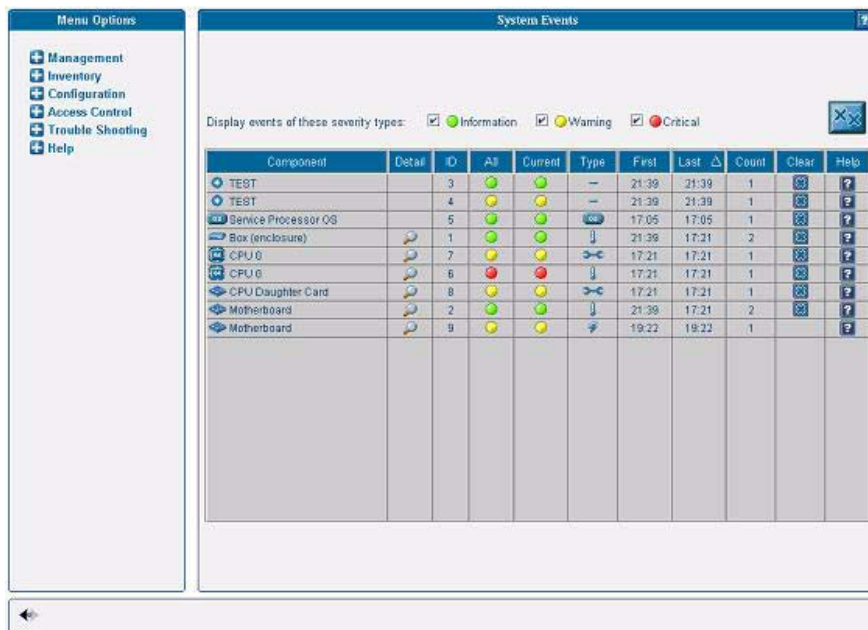 Menu Options
System Events
?
Management
Inventory
Configuration
Access Control
Trouble Shooting
Help
Display events of these severity types: Information Warning Critical
Component Detail ID All Current Type First Last Count Clear Help
TEST 3 – 21:39 21:39 1 ?
TEST 4 – 21:39 21:39 1 ?
Service Processor OS 5 17:05 17:05 1 ?
Box (enclosure) 1 21:39 17:21 2 ?
CPU 0 7 17:21 17:21 1 ?
CPU 0 6 17:21 17:21 1 ?
CPU Daughter Card 8 17:21 17:21 1 ?
Motherboard 2 21:39 17:21 2 ?
Motherboard 9 19:22 19:22 1 ?